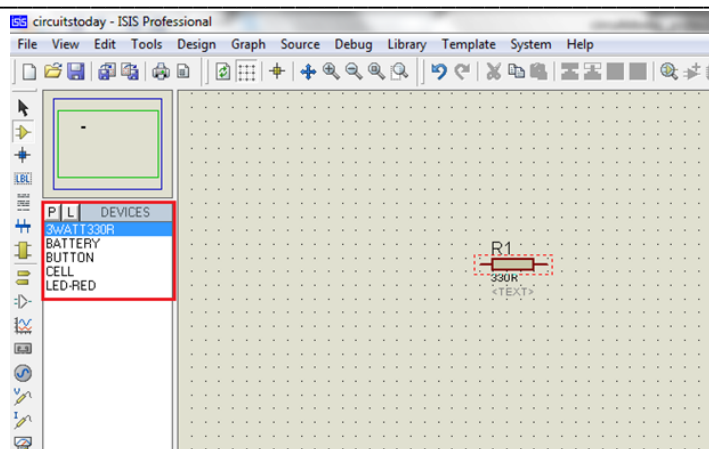 isis circuitstoday - ISIS Professional
File View Edit Tools Design Graph Source Debug Library Template System Help
LBL
P L DEVICES
3WATT330R
BATTERY
BUTTON
CELL
LED-RED
R1
330R
<TEXT>
V
I